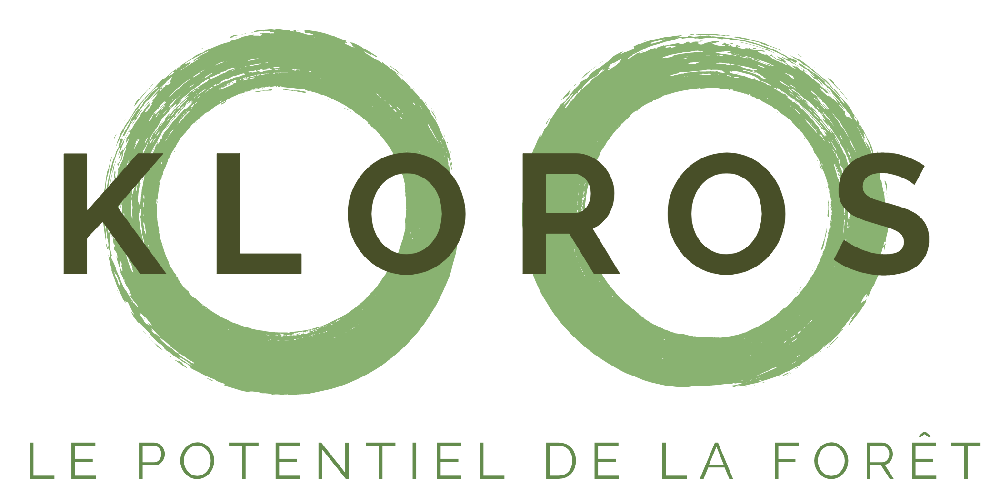 KLOROS
LE POTENTIEL DE LA FORÊT